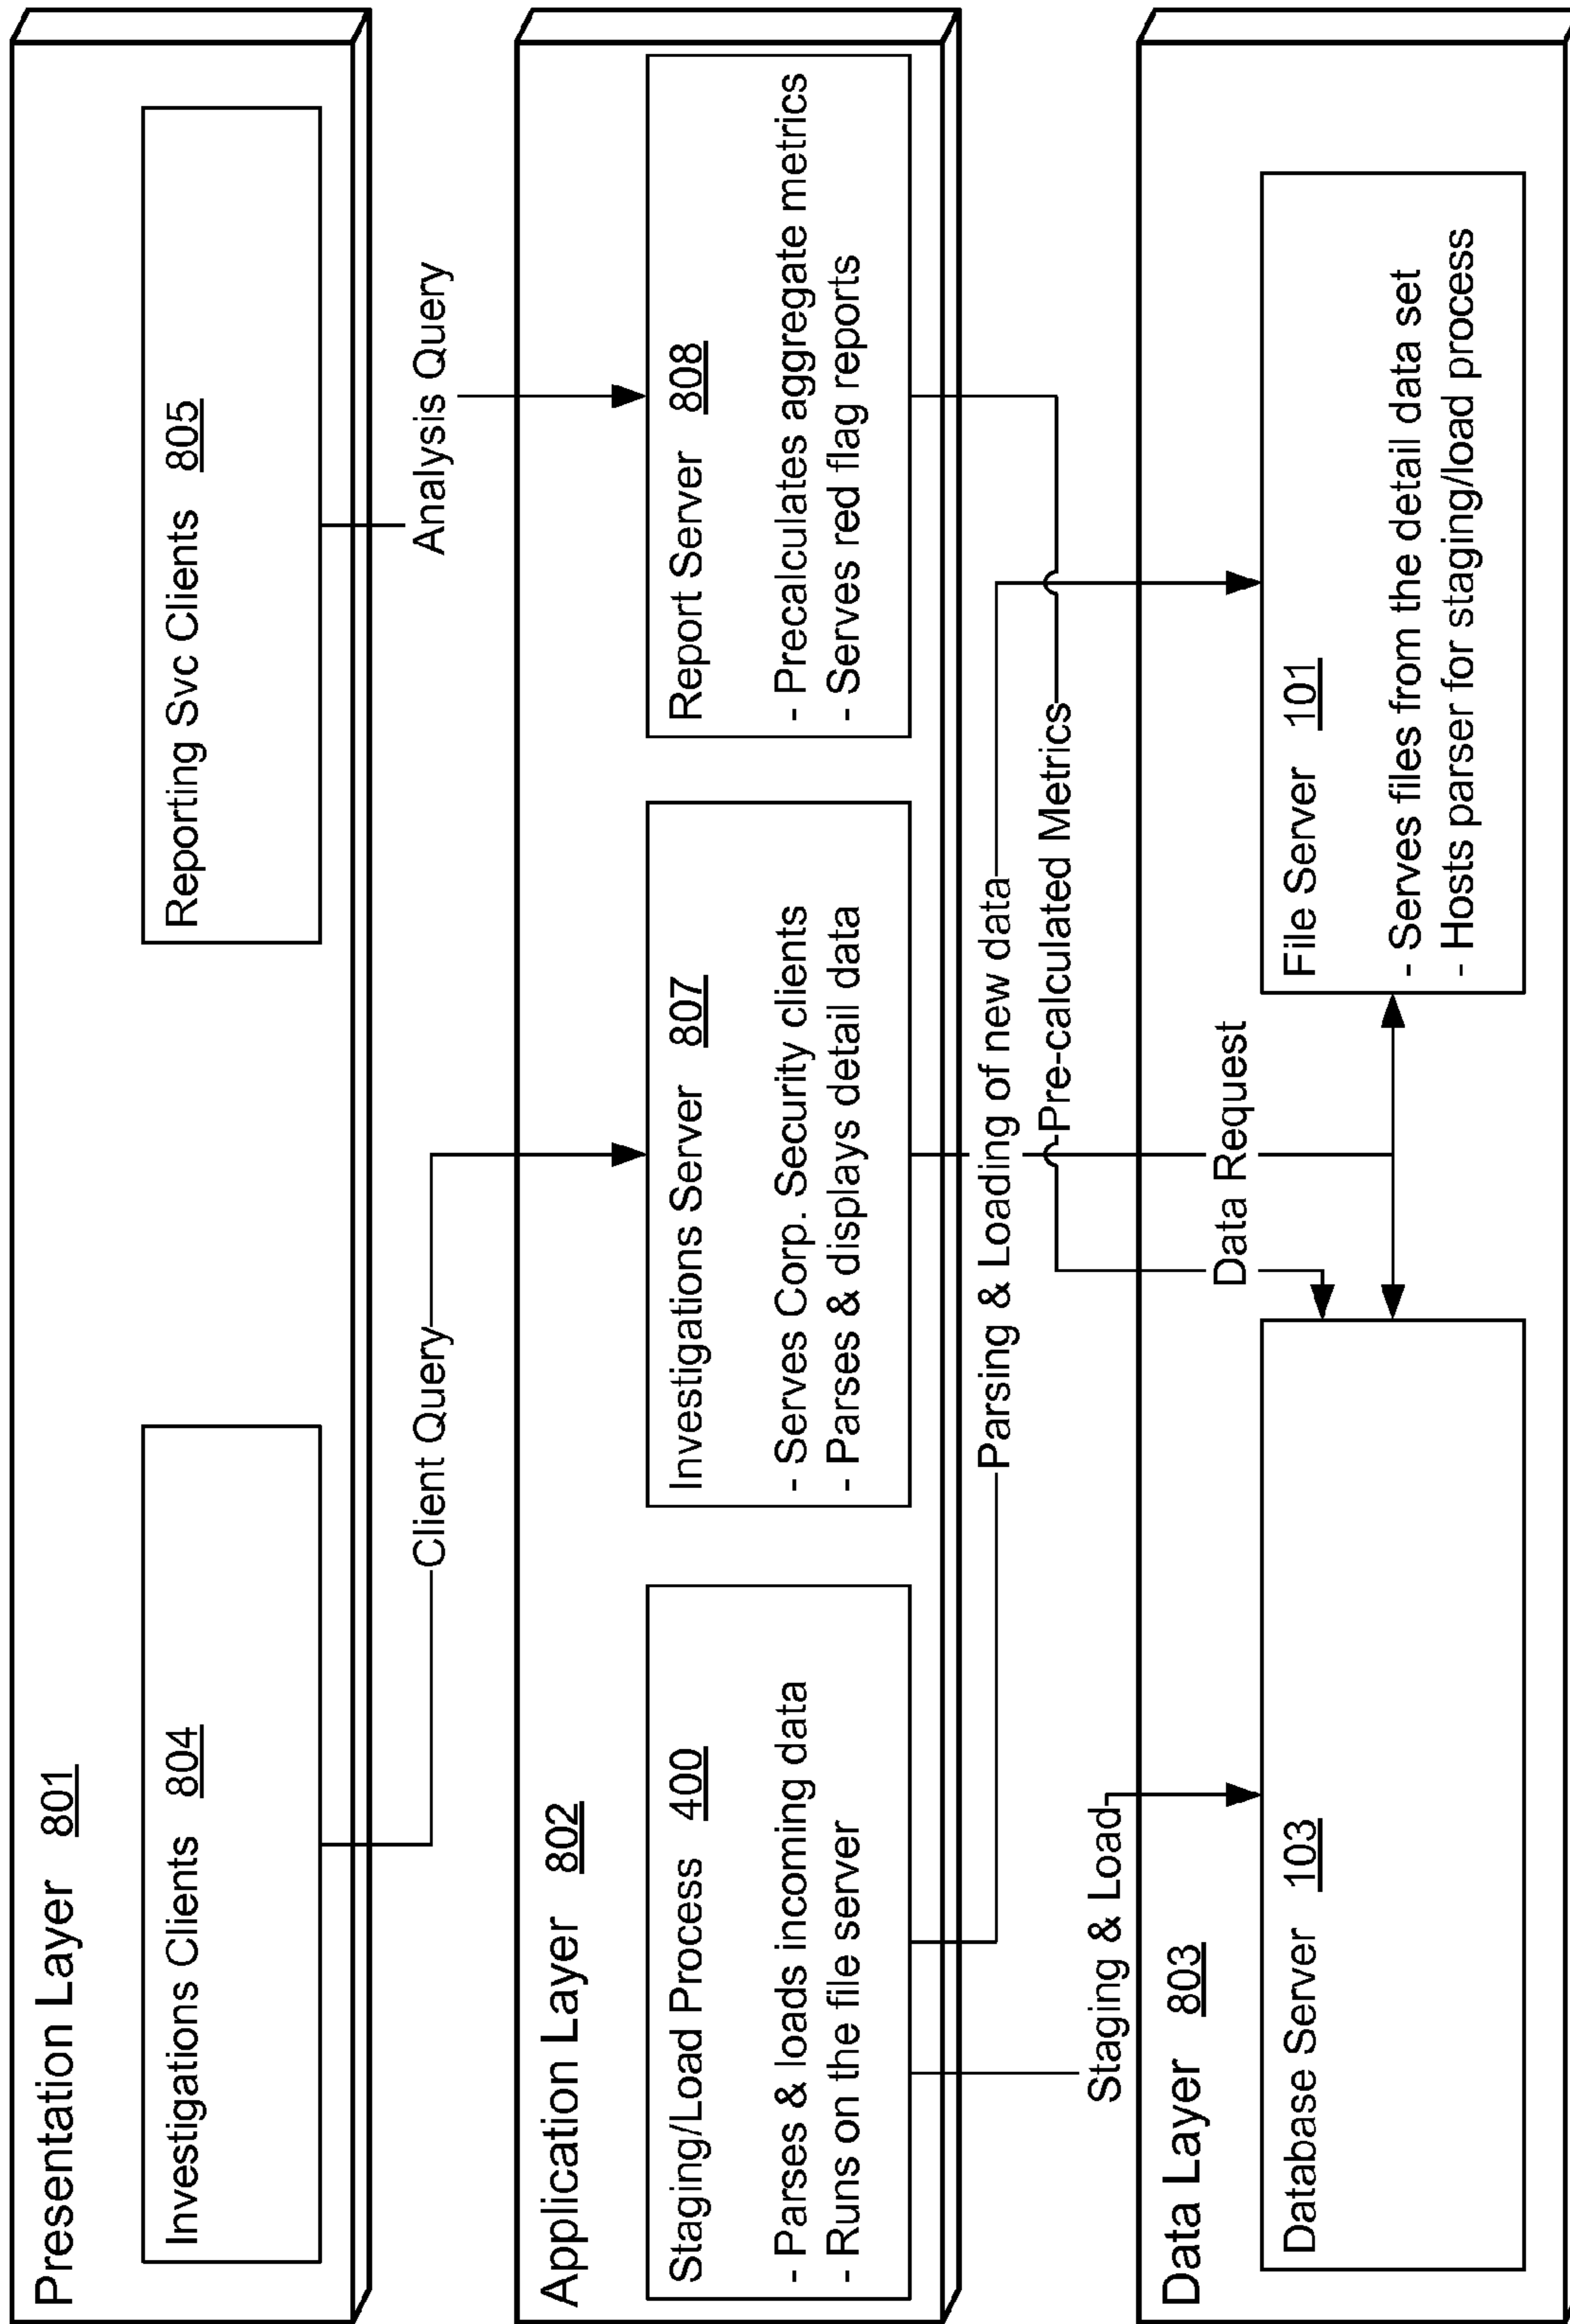 Presentation Layer 801
Investigations Clients 804
Reporting Svc Clients 805
Client Query
Analysis Query
Application Layer 802
Staging/Load Process 400
- Parses & loads incoming data
- Runs on the file server
Investigations Server 807
- Serves Corp. Security clients
- Parses & displays detail data
Report Server 808
- Precalculates aggregate metrics
- Serves red flag reports
Parsing & Loading of new data
Pre-calculated Metrics
Staging & Load
Data Request
Data Layer 803
Database Server 103
File Server 101
- Serves files from the detail data set
- Hosts parser for staging/load process